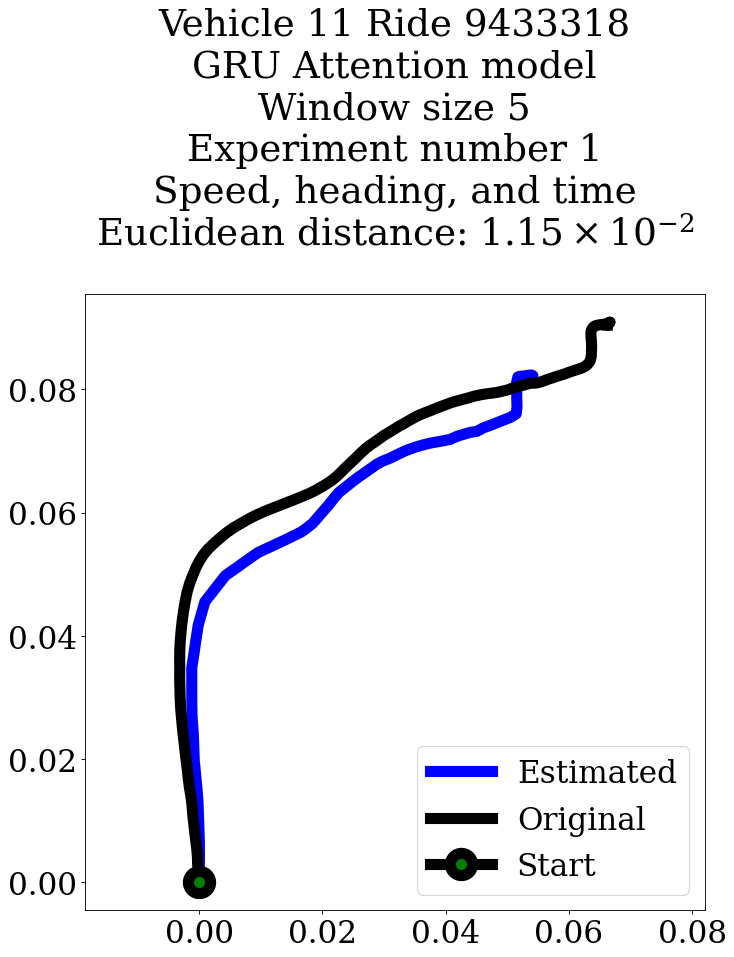 Vehicle 11 Ride 9433318
GRU Attention model
Window size 5
Experiment number 1
Speed, heading, and time
Euclidean distance: 1.15 × 10⁻²
0.08
0.06
0.04
0.02
0.00
Estimated
Original
Start
0.00 0.02 0.04 0.06 0.08